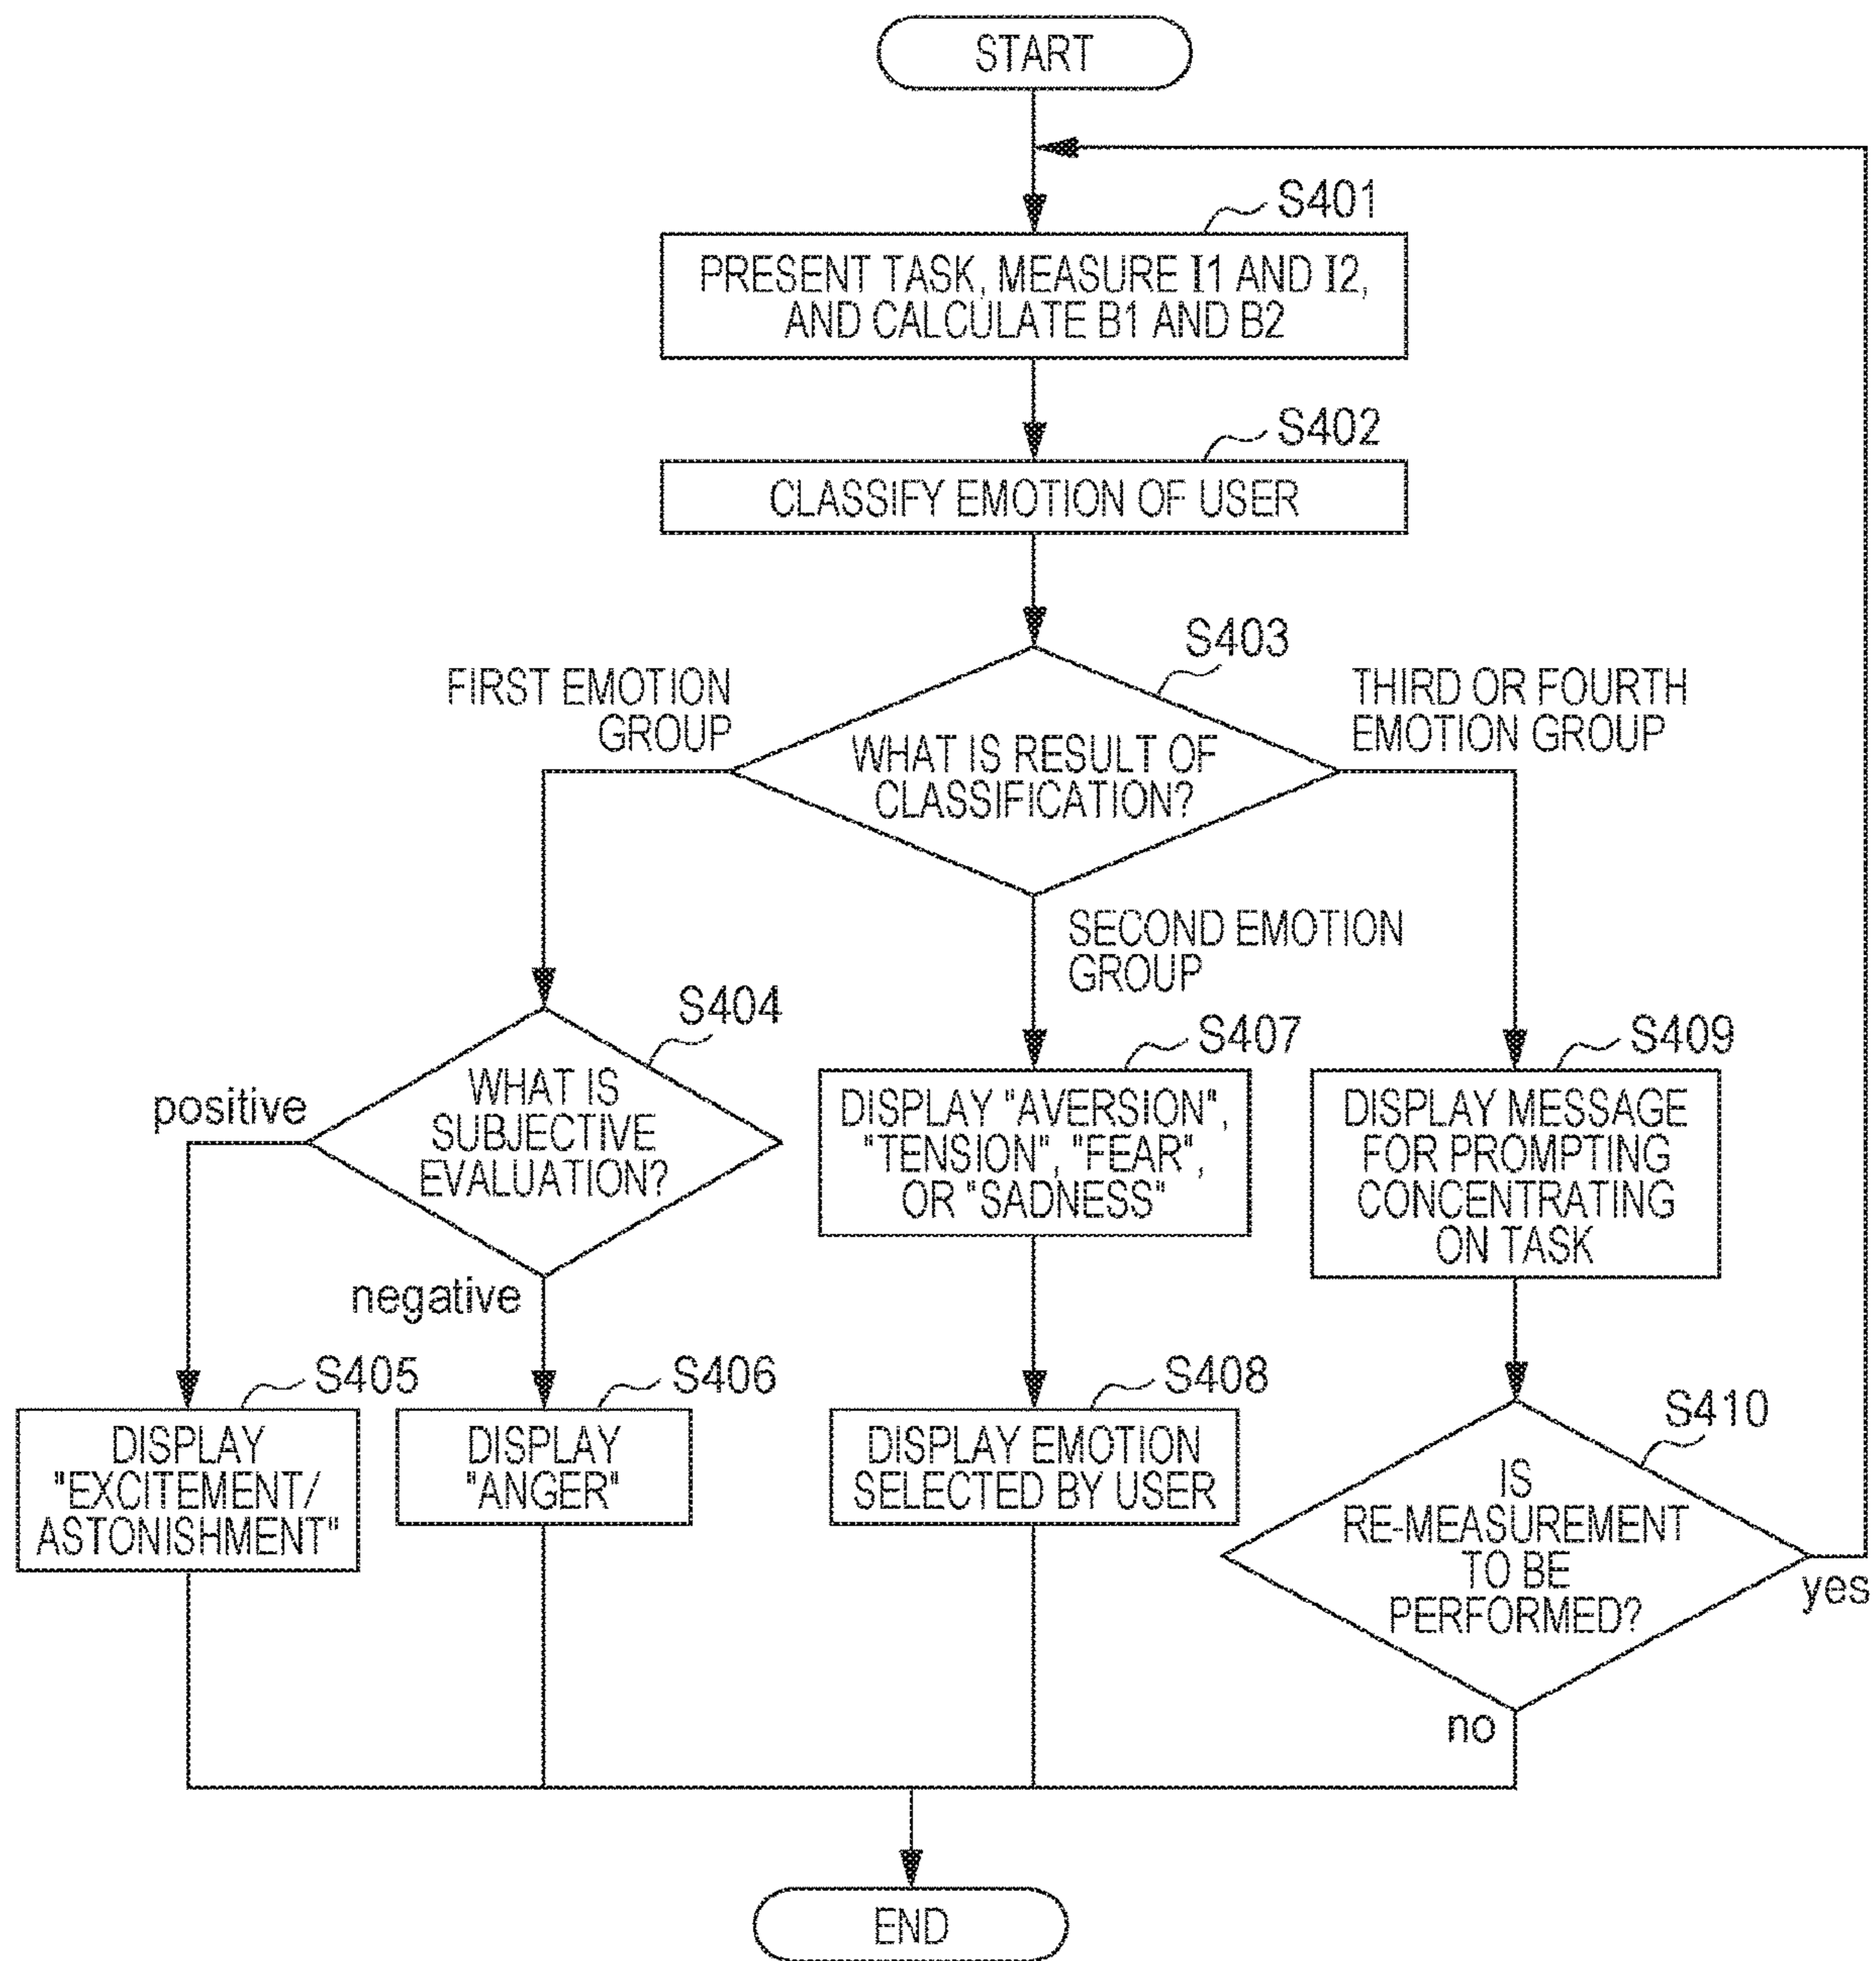 START
S401
PRESENT TASK, MEASURE I1 AND I2,
AND CALCULATE B1 AND B2
S402
CLASSIFY EMOTION OF USER
S403
FIRST EMOTION
GROUP
WHAT IS RESULT OF
CLASSIFICATION?
THIRD OR FOURTH
EMOTION GROUP
SECOND EMOTION
GROUP
S404
WHAT IS
SUBJECTIVE
EVALUATION?
positive
negative
S407
DISPLAY "AVERSION",
"TENSION", "FEAR",
OR "SADNESS"
S409
DISPLAY MESSAGE
FOR PROMPTING
CONCENTRATING
ON TASK
S405
DISPLAY
"EXCITEMENT/
ASTONISHMENT"
S406
DISPLAY
"ANGER"
S408
DISPLAY EMOTION
SELECTED BY USER
S410
IS
RE-MEASUREMENT
TO BE
PERFORMED?
yes
no
END